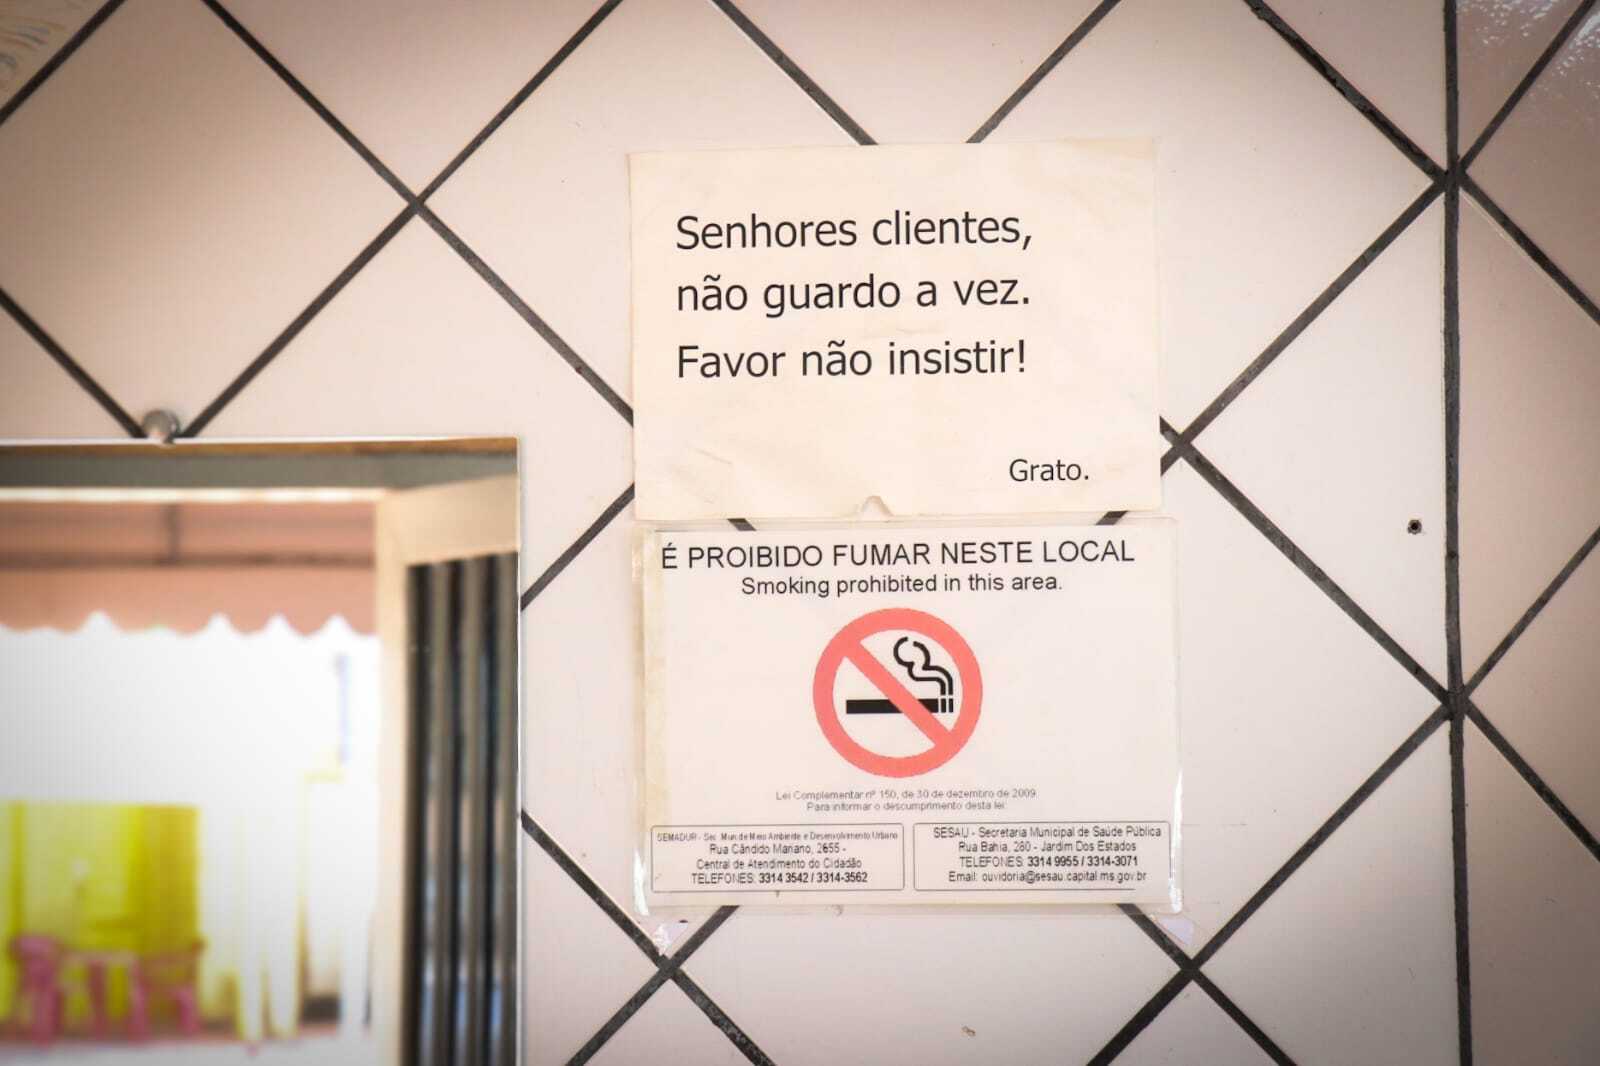 Senhores clientes,
não guardo a vez.
Favor não insistir!
Grato.
É PROIBIDO FUMAR NESTE LOCAL
Smoking prohibited in this area.
Lei Complementar nº 150, de 30 de dezembro de 2009.
Para informar o descumprimento desta lei:
SEMADUR - Sec. Mun. de Meio Ambiente e Desenvolvimento Urbano
Rua Cândido Mariano, 2655 -
Central de Atendimento do Cidadão
TELEFONES: 3314 3542 / 3314-3562
SESAU - Secretaria Municipal de Saúde Pública
Rua Bahia, 280 - Jardim Dos Estados
TELEFONES: 3314 9955 / 3314-3071
Email: ouvidoria@sesau.capital.ms.gov.br